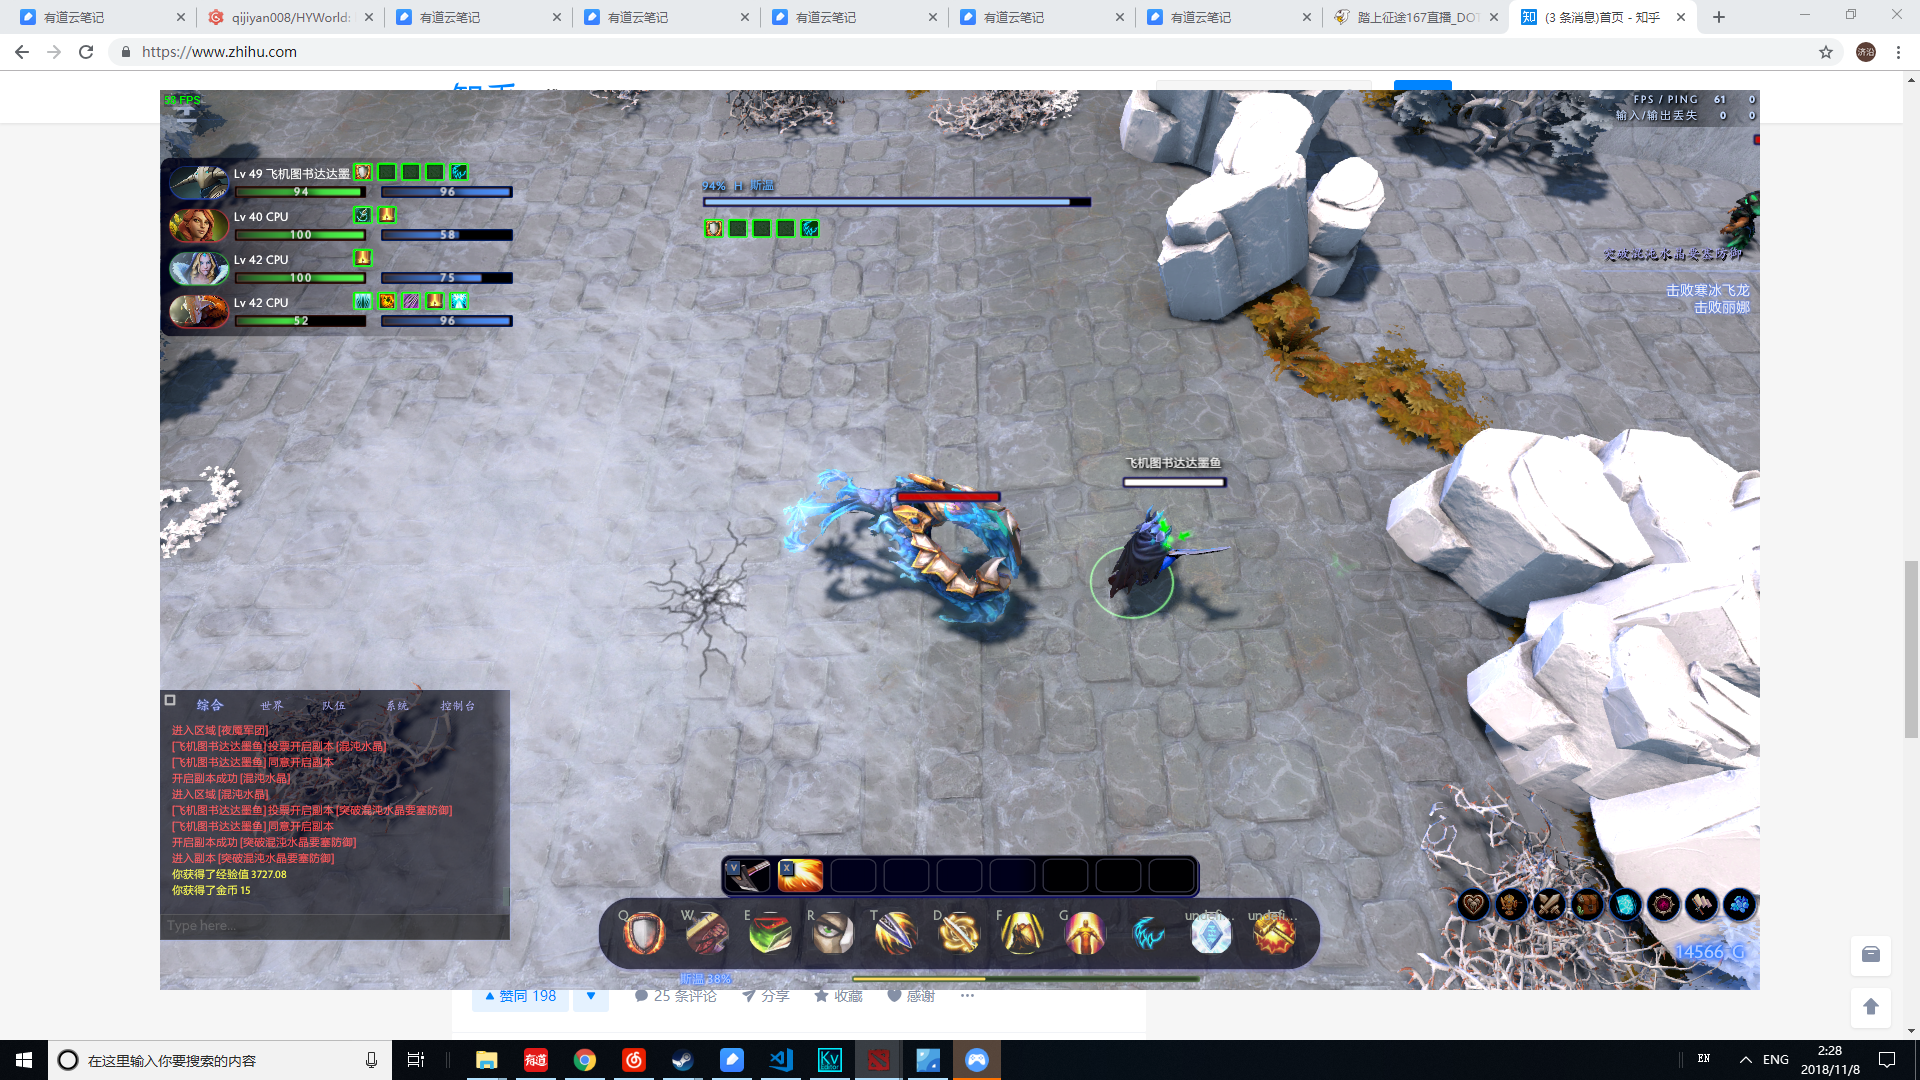 有道云笔记
qijiyan008/HYWorld:
有道云笔记
有道云笔记
有道云笔记
有道云笔记
有道云笔记
踏上征途167直播_DOT
(3 条消息)首页 - 知乎
https://www.zhihu.com
98 FPS
FPS / PING 61 0
输入/输出丢失 0 0
Lv 49 飞机图书达达墨
94 96
Lv 40 CPU
100 58
Lv 42 CPU
100 75
Lv 42 CPU
52 96
94% H 斯温
突破混沌水晶要塞防御
击败寒冰飞龙
击败丽娜
飞机图书达达墨鱼
综合 世界 队伍 系统 控制台
进入区域 [夜魇军团]
[飞机图书达达墨鱼] 投票开启副本 [混沌水晶]
[飞机图书达达墨鱼] 同意开启副本
开启副本成功 [混沌水晶]
进入区域 [混沌水晶]
[飞机图书达达墨鱼] 投票开启副本 [突破混沌水晶要塞防御]
[飞机图书达达墨鱼] 同意开启副本
开启副本成功 [突破混沌水晶要塞防御]
进入副本 [突破混沌水晶要塞防御]
你获得了经验值 3727.08
你获得了金币 15
Type here...
V X
Q W E R T D F G undefi... undefi...
斯温 38%
14566 G
赞同 198
25 条评论 分享 收藏 感谢
在这里输入你要搜索的内容
有道
Kv
Editor
EN
ENG
2:28
2018/11/8